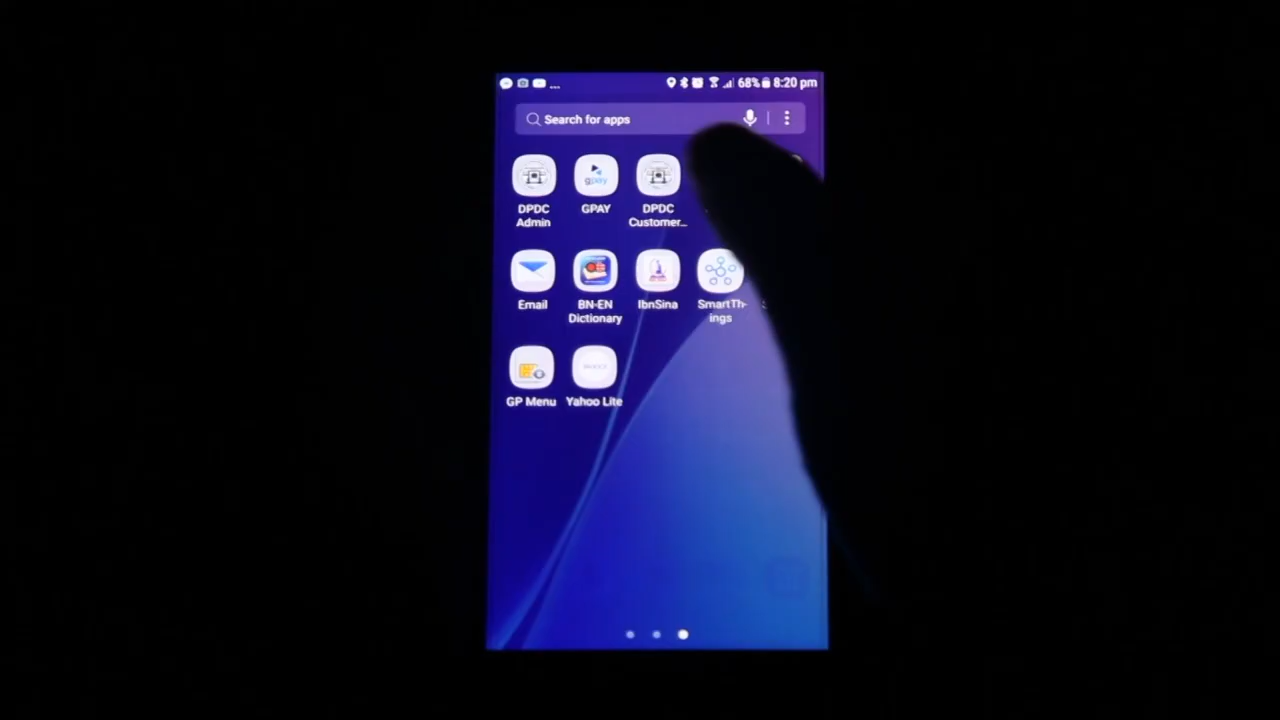 ... 68% 8:20 pm
Search for apps
gpay
DPDC
Admin
GPAY
DPDC
Customer...
Email
BN-EN
Dictionary
IbnSina
SmartTh-
ings
GP Menu
Yahoo Lite